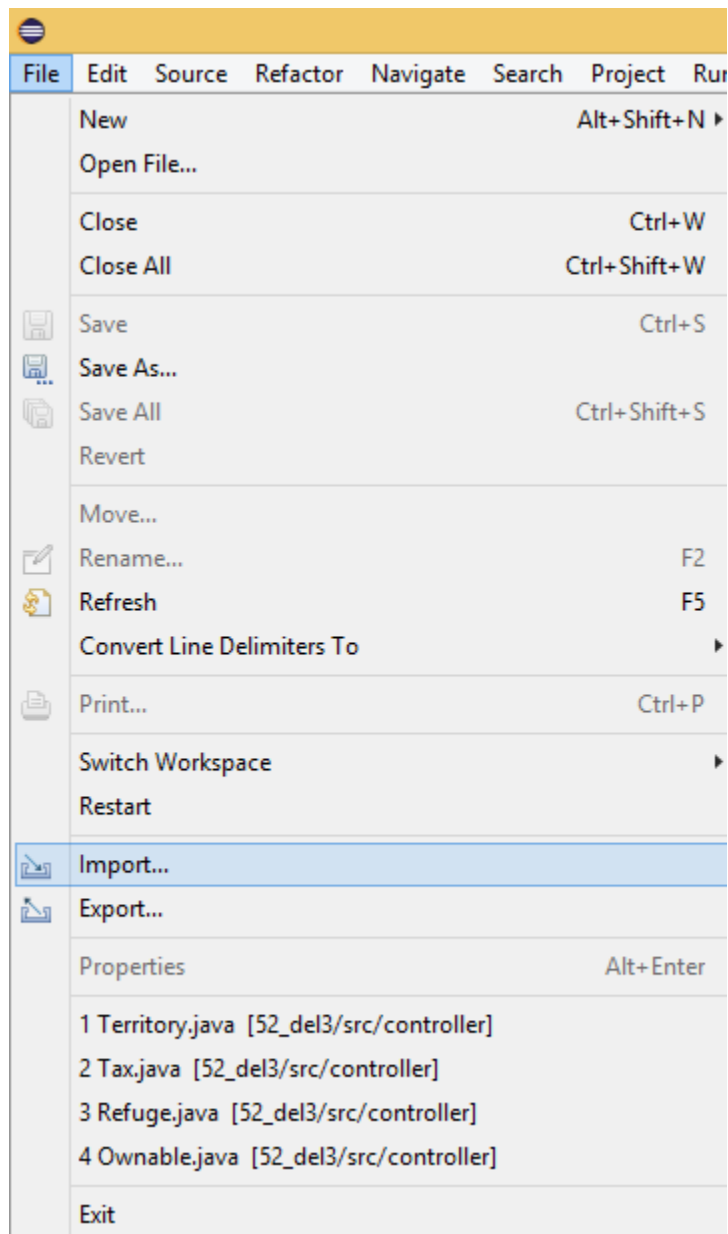 File Edit Source Refactor Navigate Search Project Run
New Alt+Shift+N
Open File...
Close Ctrl+W
Close All Ctrl+Shift+W
Save Ctrl+S
Save As...
Save All Ctrl+Shift+S
Revert
Move...
Rename... F2
Refresh F5
Convert Line Delimiters To
Print... Ctrl+P
Switch Workspace
Restart
Import...
Export...
Properties Alt+Enter
1 Territory.java [52_del3/src/controller]
2 Tax.java [52_del3/src/controller]
3 Refuge.java [52_del3/src/controller]
4 Ownable.java [52_del3/src/controller]
Exit